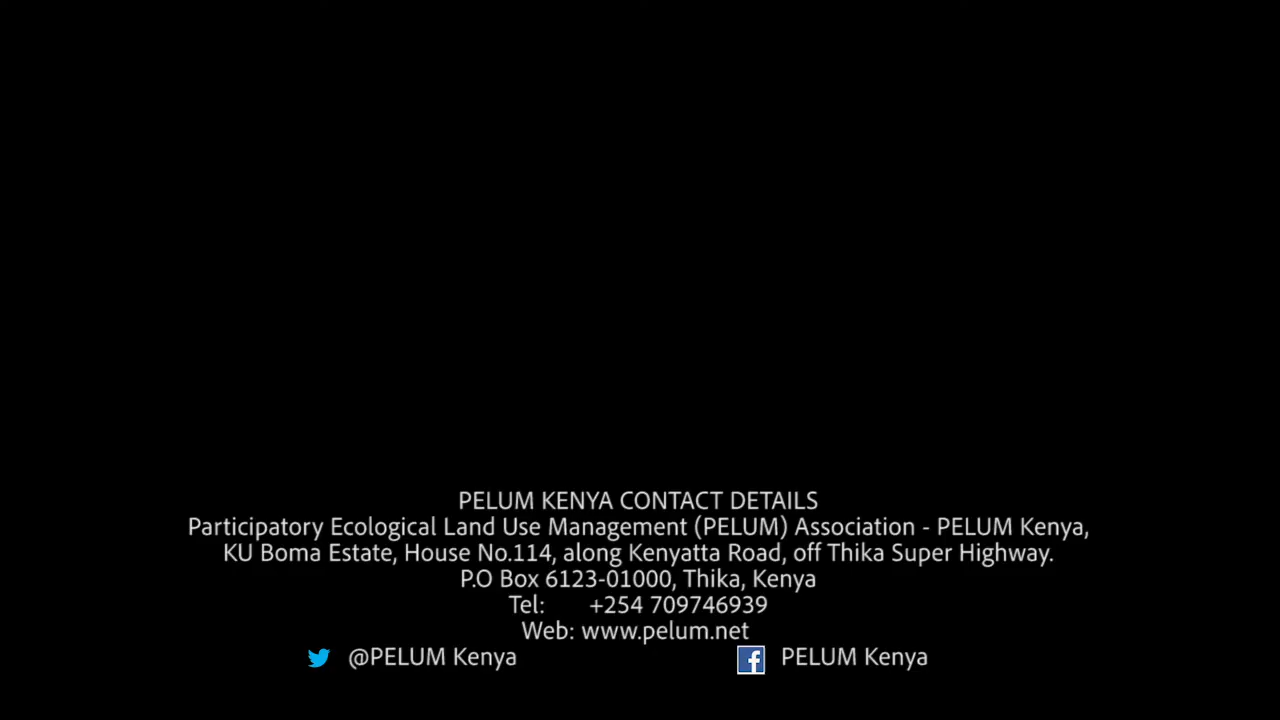 PELUM KENYA CONTACT DETAILS
Participatory Ecological Land Use Management (PELUM) Association - PELUM Kenya,
KU Boma Estate, House No.114, along Kenyatta Road, off Thika Super Highway.
P.O Box 6123-01000, Thika, Kenya
Tel: +254 709746939
Web: www.pelum.net
@PELUM Kenya PELUM Kenya